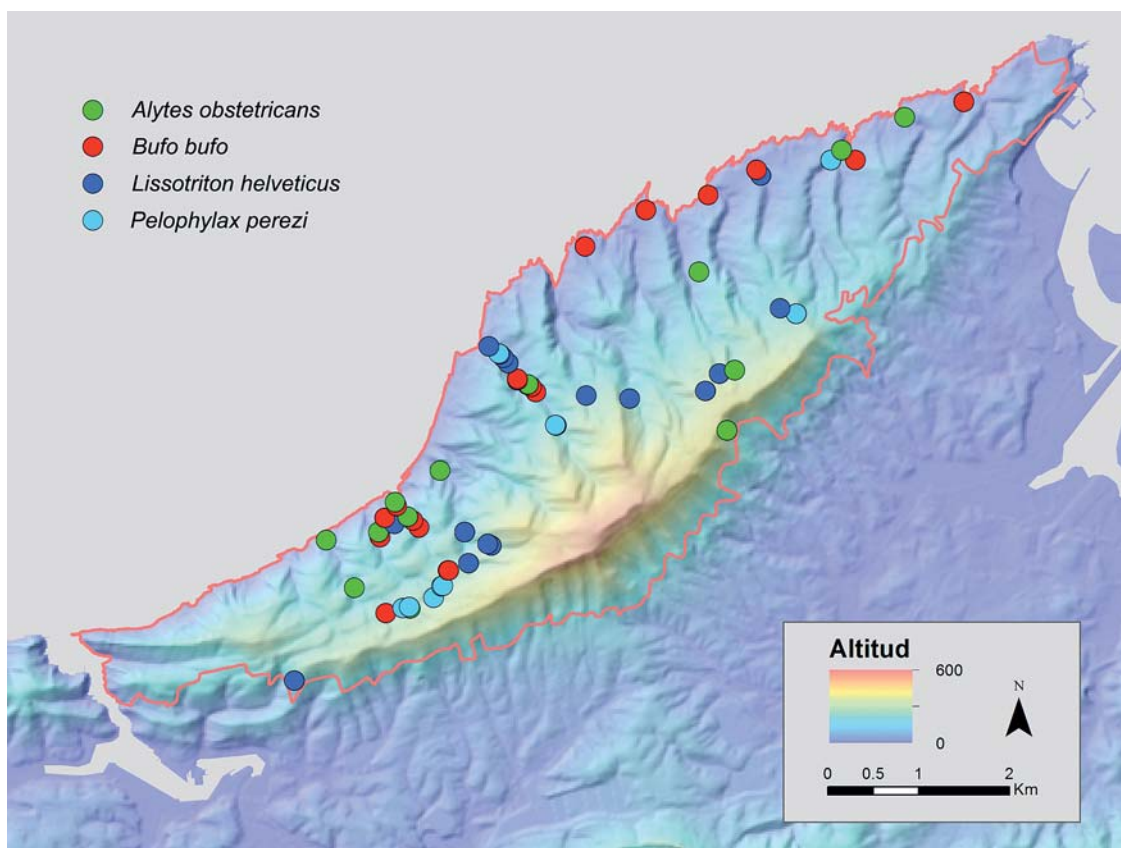 Alytes obstetricans
Bufo bufo
Lissotriton helveticus
Pelophylax perezi
Altitud
600
0
N
0 0.5 1 2
Km